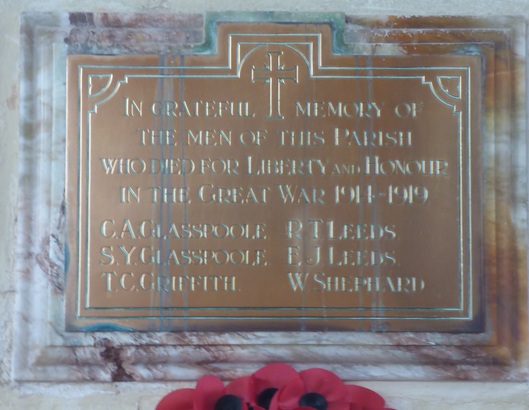 IN GRATEFUL MEMORY OF
THE MEN OF THIS PARISH
WHO DIED FOR LIBERTY AND HONOUR
IN THE GREAT WAR 1914-1919
C.A.GLASSPOOLE. R.T.LEEDS.
S.Y.GLASSPOOLE. E.J.LEEDS.
T.C.GRIFFITH. W.SHEPHARD.